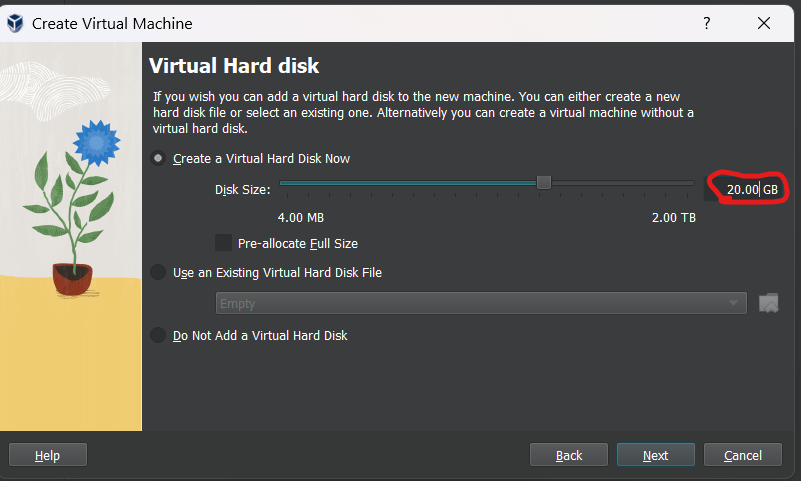 Create Virtual Machine
?
Virtual Hard disk
If you wish you can add a virtual hard disk to the new machine. You can either create a new
hard disk file or select an existing one. Alternatively you can create a virtual machine without a
virtual hard disk.
Create a Virtual Hard Disk Now
Disk Size:
20.00 GB
4.00 MB
2.00 TB
Pre-allocate Full Size
Use an Existing Virtual Hard Disk File
Empty
Do Not Add a Virtual Hard Disk
Help
Back
Next
Cancel